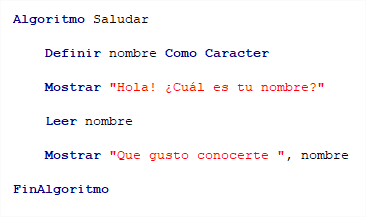 Algoritmo Saludar
Definir nombre Como Caracter
Mostrar "Hola! ¿Cuál es tu nombre?"
Leer nombre
Mostrar "Que gusto conocerte ", nombre
FinAlgoritmo